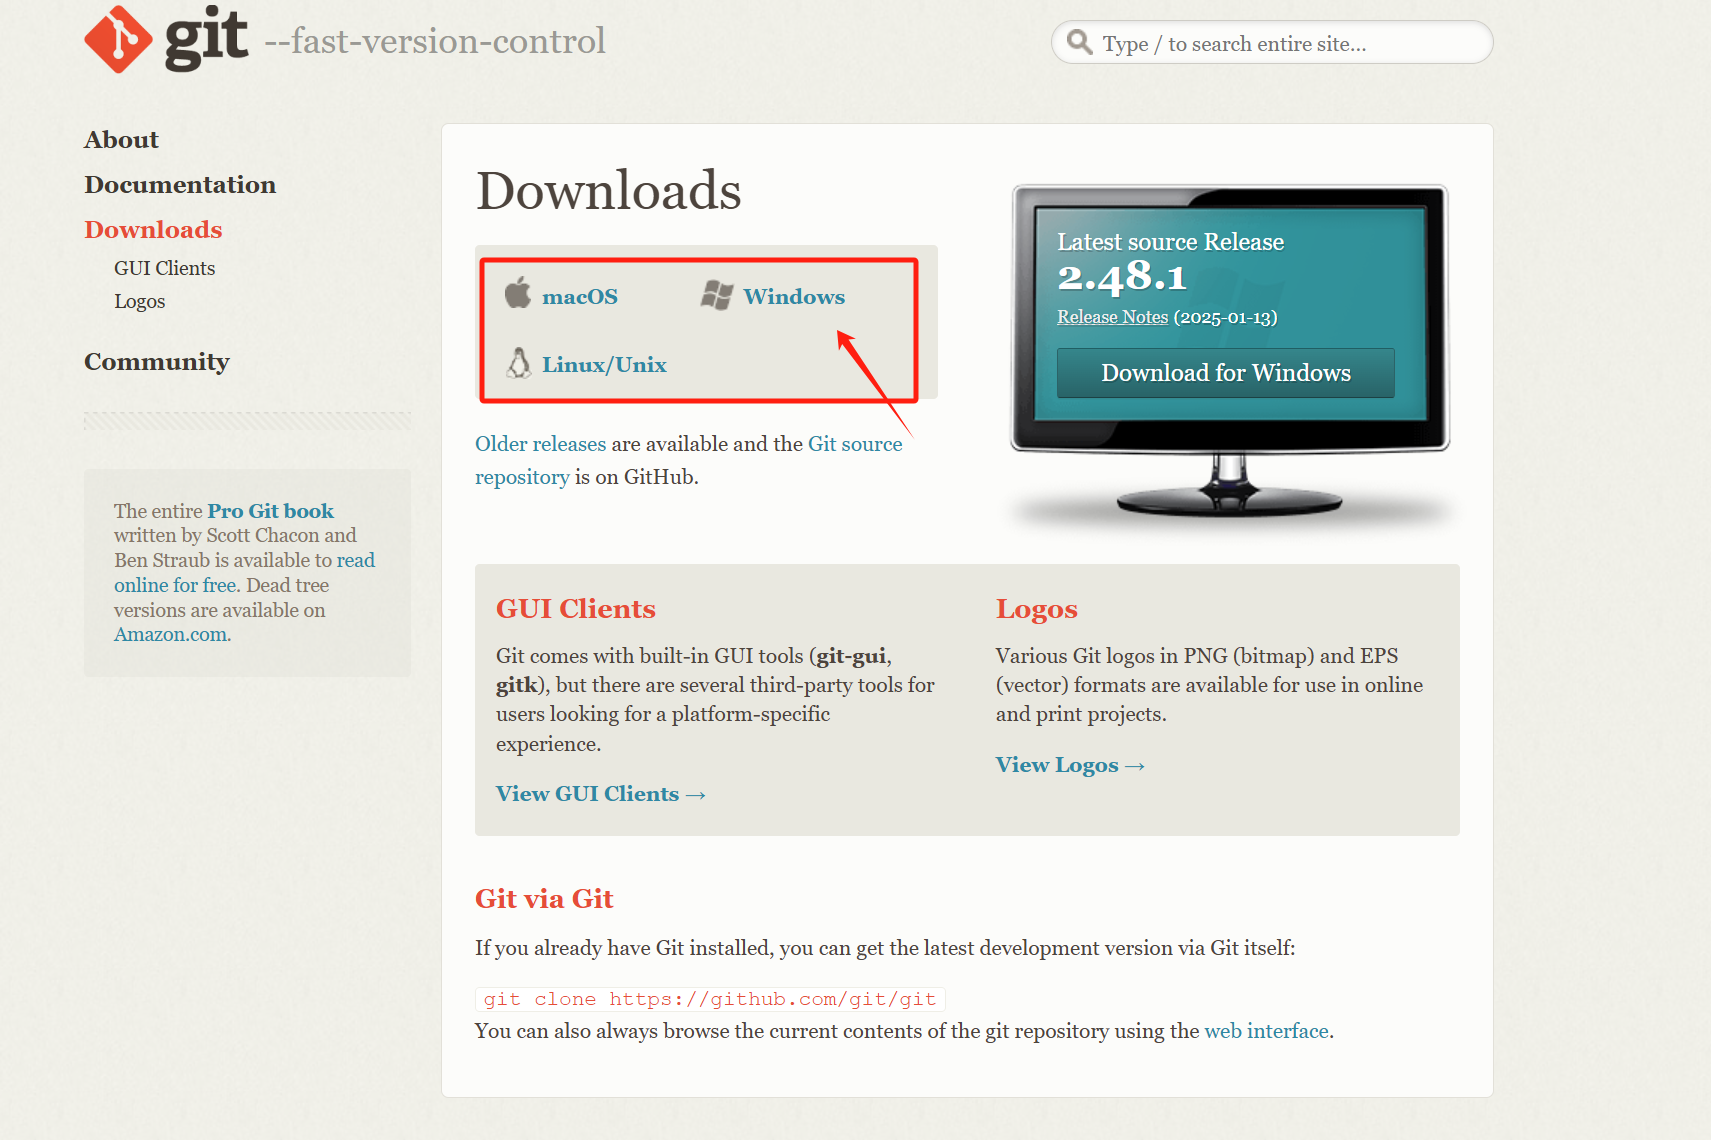 git --fast-version-control
Type / to search entire site...
About
Documentation
Downloads
GUI Clients
Logos
Community
The entire Pro Git book
written by Scott Chacon and
Ben Straub is available to read
online for free. Dead tree
versions are available on
Amazon.com.
Downloads
macOS
Windows
Linux/Unix
Older releases are available and the Git source
repository is on GitHub.
Latest source Release
2.48.1
Release Notes (2025-01-13)
Download for Windows
GUI Clients
Git comes with built-in GUI tools (git-gui,
gitk), but there are several third-party tools for
users looking for a platform-specific
experience.
View GUI Clients →
Logos
Various Git logos in PNG (bitmap) and EPS
(vector) formats are available for use in online
and print projects.
View Logos →
Git via Git
If you already have Git installed, you can get the latest development version via Git itself:
git clone https://github.com/git/git
You can also always browse the current contents of the git repository using the web interface.